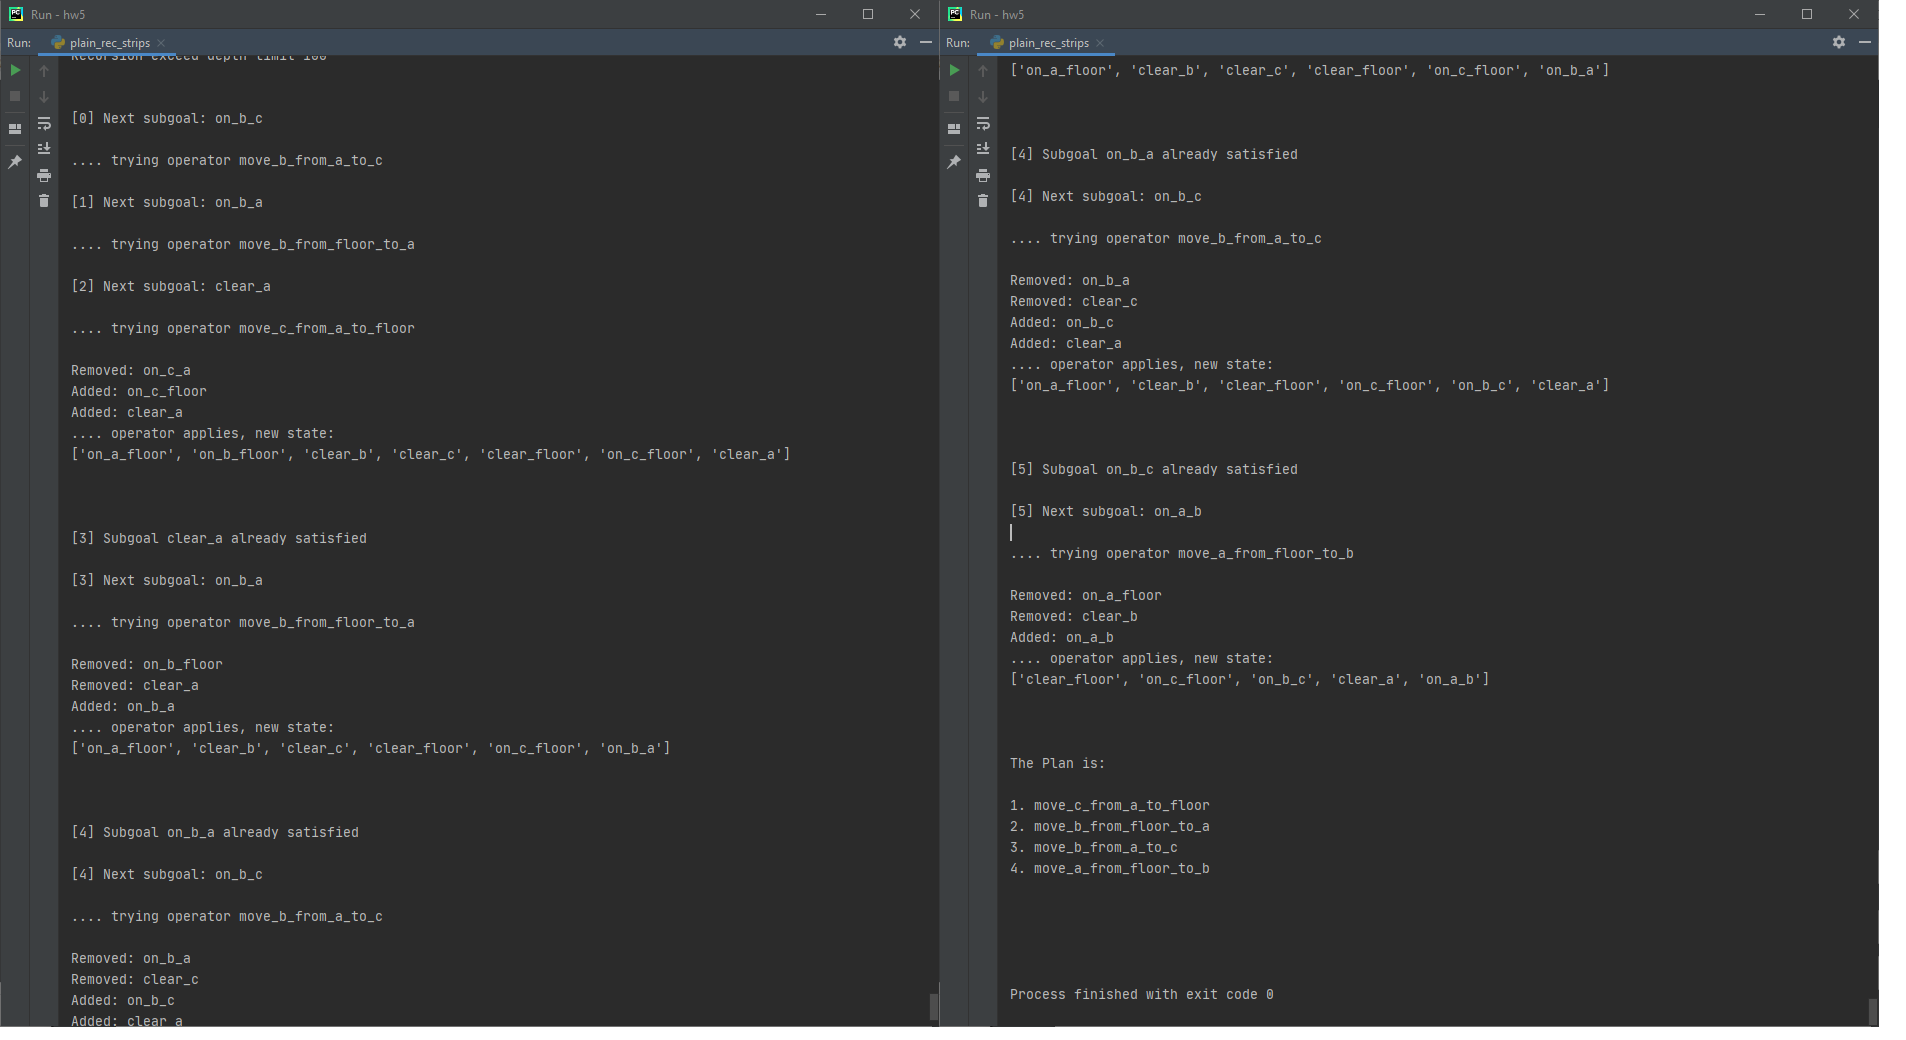 Run - hw5
Run:
plain_rec_strips
Recursion exceed depth limit 100
[0] Next subgoal: on_b_c
.... trying operator move_b_from_a_to_c
[1] Next subgoal: on_b_a
.... trying operator move_b_from_floor_to_a
[2] Next subgoal: clear_a
.... trying operator move_c_from_a_to_floor
Removed: on_c_a
Added: on_c_floor
Added: clear_a
.... operator applies, new state:
['on_a_floor', 'on_b_floor', 'clear_b', 'clear_c', 'clear_floor', 'on_c_floor', 'clear_a']
[3] Subgoal clear_a already satisfied
[3] Next subgoal: on_b_a
.... trying operator move_b_from_floor_to_a
Removed: on_b_floor
Removed: clear_a
Added: on_b_a
.... operator applies, new state:
['on_a_floor', 'clear_b', 'clear_c', 'clear_floor', 'on_c_floor', 'on_b_a']
[4] Subgoal on_b_a already satisfied
[4] Next subgoal: on_b_c
.... trying operator move_b_from_a_to_c
Removed: on_b_a
Removed: clear_c
Added: on_b_c
Added: clear_a
Run - hw5
Run:
plain_rec_strips
['on_a_floor', 'clear_b', 'clear_c', 'clear_floor', 'on_c_floor', 'on_b_a']
[4] Subgoal on_b_a already satisfied
[4] Next subgoal: on_b_c
.... trying operator move_b_from_a_to_c
Removed: on_b_a
Removed: clear_c
Added: on_b_c
Added: clear_a
.... operator applies, new state:
['on_a_floor', 'clear_b', 'clear_floor', 'on_c_floor', 'on_b_c', 'clear_a']
[5] Subgoal on_b_c already satisfied
[5] Next subgoal: on_a_b
.... trying operator move_a_from_floor_to_b
Removed: on_a_floor
Removed: clear_b
Added: on_a_b
.... operator applies, new state:
['clear_floor', 'on_c_floor', 'on_b_c', 'clear_a', 'on_a_b']
The Plan is:
1. move_c_from_a_to_floor
2. move_b_from_floor_to_a
3. move_b_from_a_to_c
4. move_a_from_floor_to_b
Process finished with exit code 0